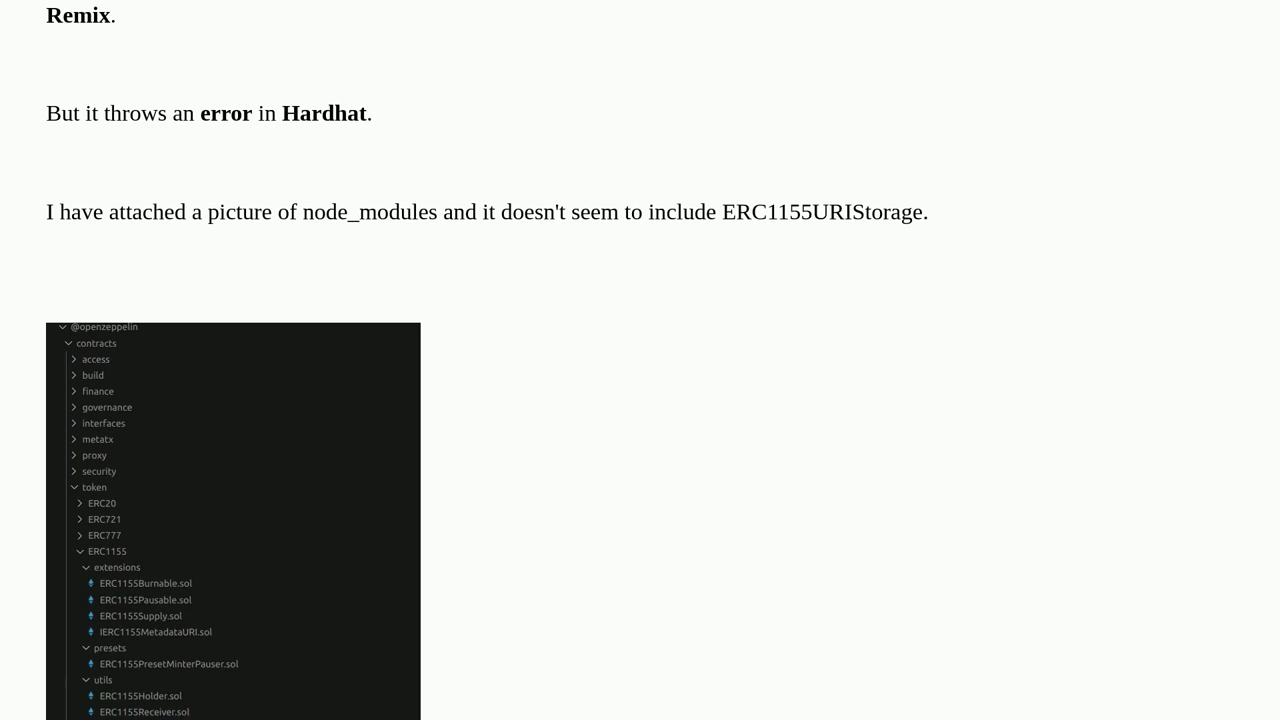 Remix.
But it throws an error in Hardhat.
I have attached a picture of node_modules and it doesn't seem to include ERC1155URIStorage.
@openzeppelin
contracts
access
build
finance
governance
interfaces
metatx
proxy
security
token
ERC20
ERC721
ERC777
ERC1155
extensions
ERC1155Burnable.sol
ERC1155Pausable.sol
ERC1155Supply.sol
IERC1155MetadataURI.sol
presets
ERC1155PresetMinterPauser.sol
utils
ERC1155Holder.sol
ERC1155Receiver.sol